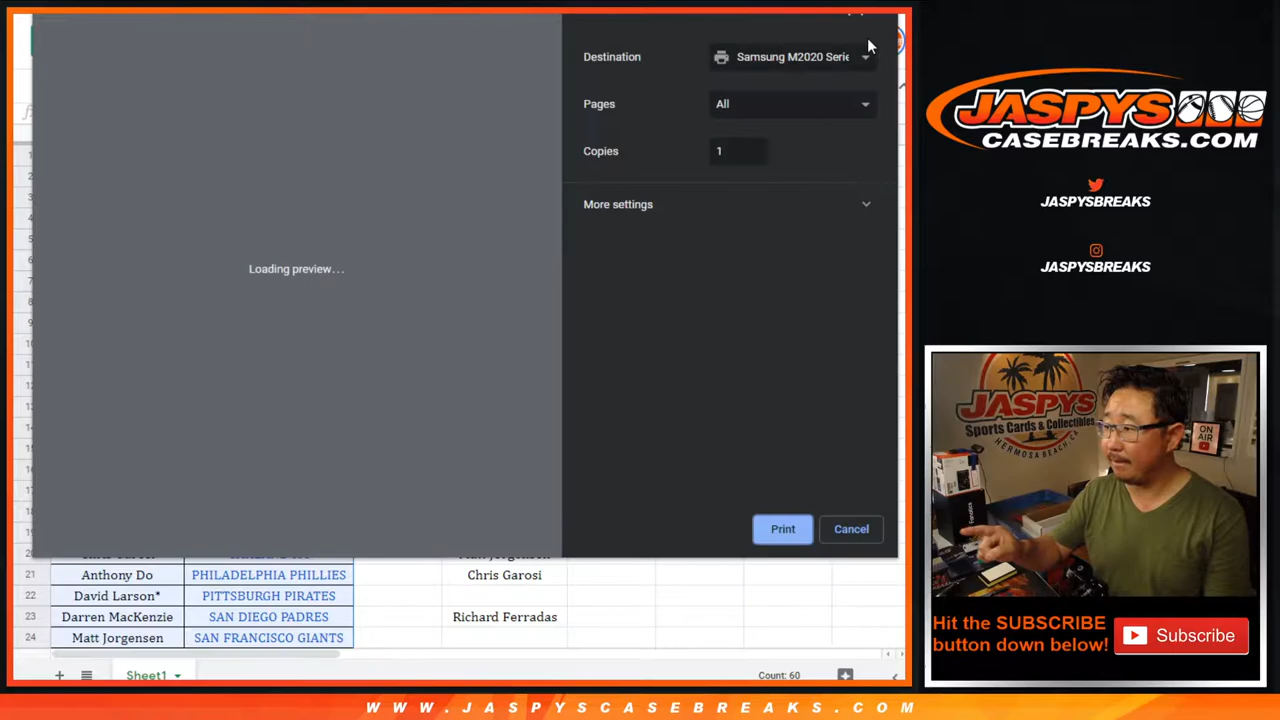 Destination
Samsung M2020 Serie
Pages
All
Copies
1
More settings
Loading preview...
Print
Cancel
21 Anthony Do PHILADELPHIA PHILLIES Chris Garosi
22 David Larson* PITTSBURGH PIRATES
23 Darren MacKenzie SAN DIEGO PADRES Richard Ferradas
24 Matt Jorgensen SAN FRANCISCO GIANTS
Sheet1
Count: 60
JASPYS
CASEBREAKS.COM
JASPYSBREAKS
JASPYSBREAKS
JASPYS
Sports Cards & Collectibles
HERMOSA BEACH, CA
ON
AIR
Fanatics
Hit the SUBSCRIBE
button down below!
Subscribe
WWW.JASPYSCASEBREAKS.COM